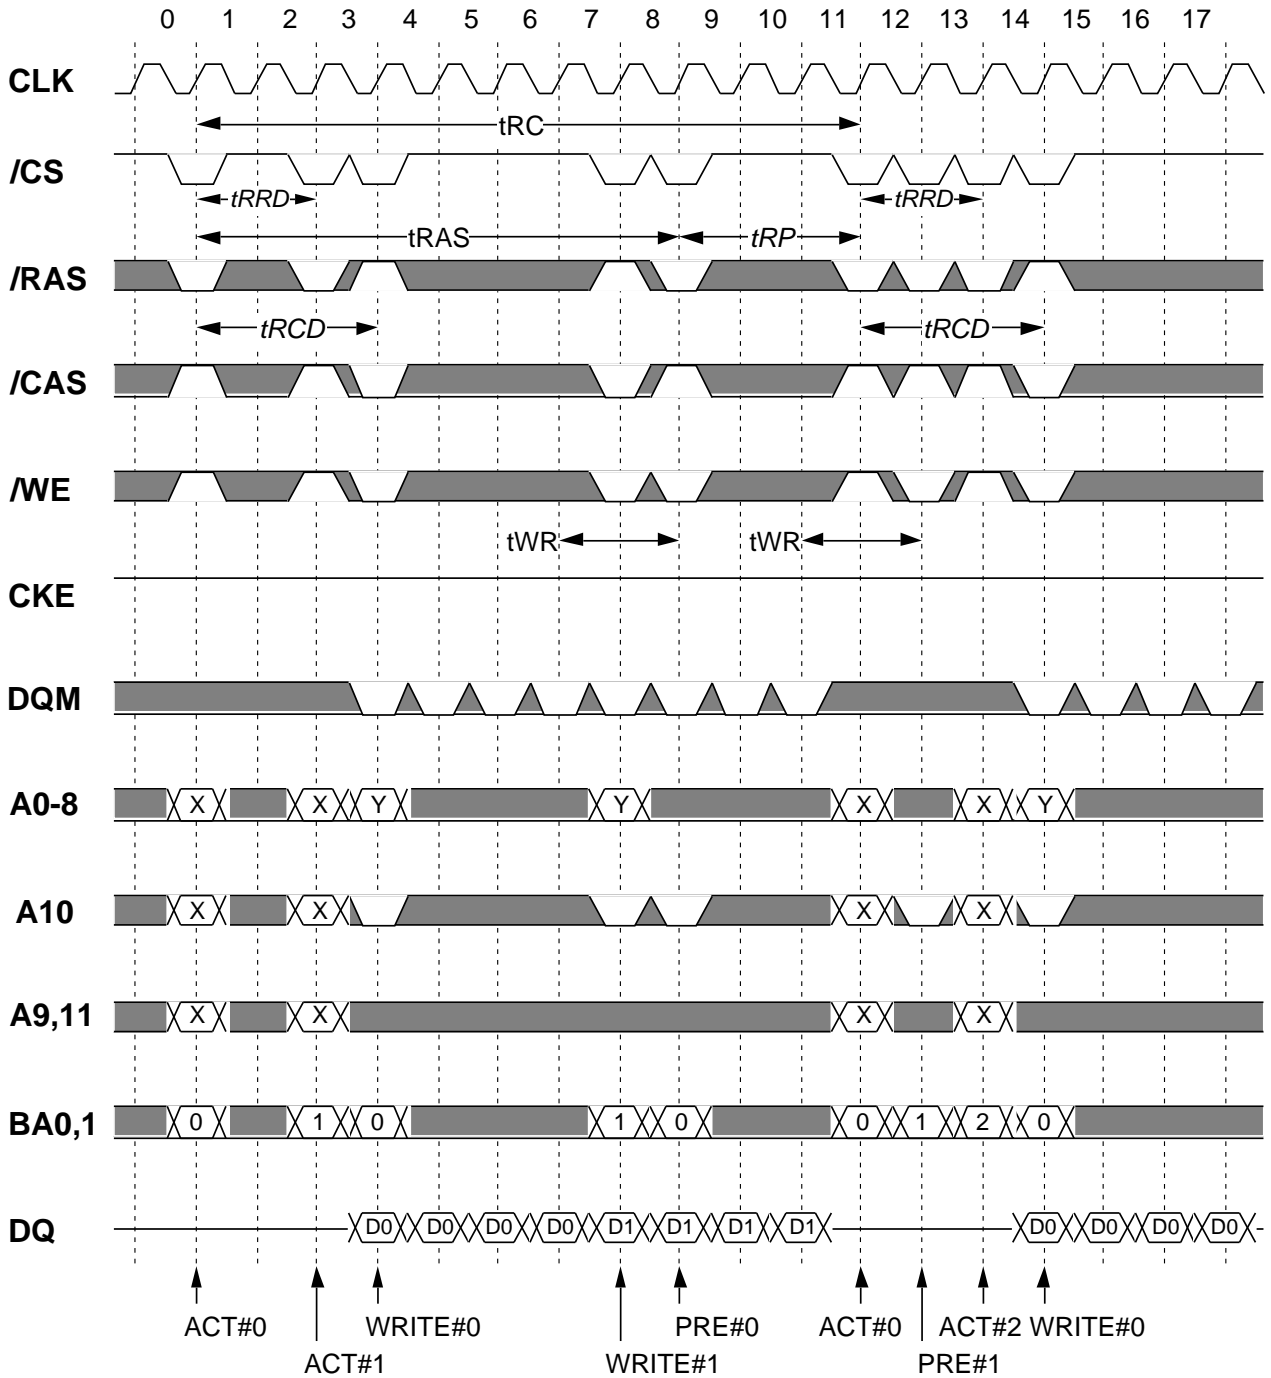 0 1 2 3 4 5 6 7 8 9 10 11 12 13 14 15 16 17
CLK
tRC
/CS
tRRD tRRD
tRAS tRP
/RAS
tRCD tRCD
/CAS
/WE
tWR tWR
CKE
DQM
A0-8 X X Y Y X X Y
A10 X X X X
A9,11 X X X X
BA0,1 0 1 0 1 0 0 1 2 0
DQ D0 D0 D0 D0 D1 D1 D1 D1 D0 D0 D0 D0
ACT#0 WRITE#0 PRE#0 ACT#0 ACT#2 WRITE#0
ACT#1 WRITE#1 PRE#1